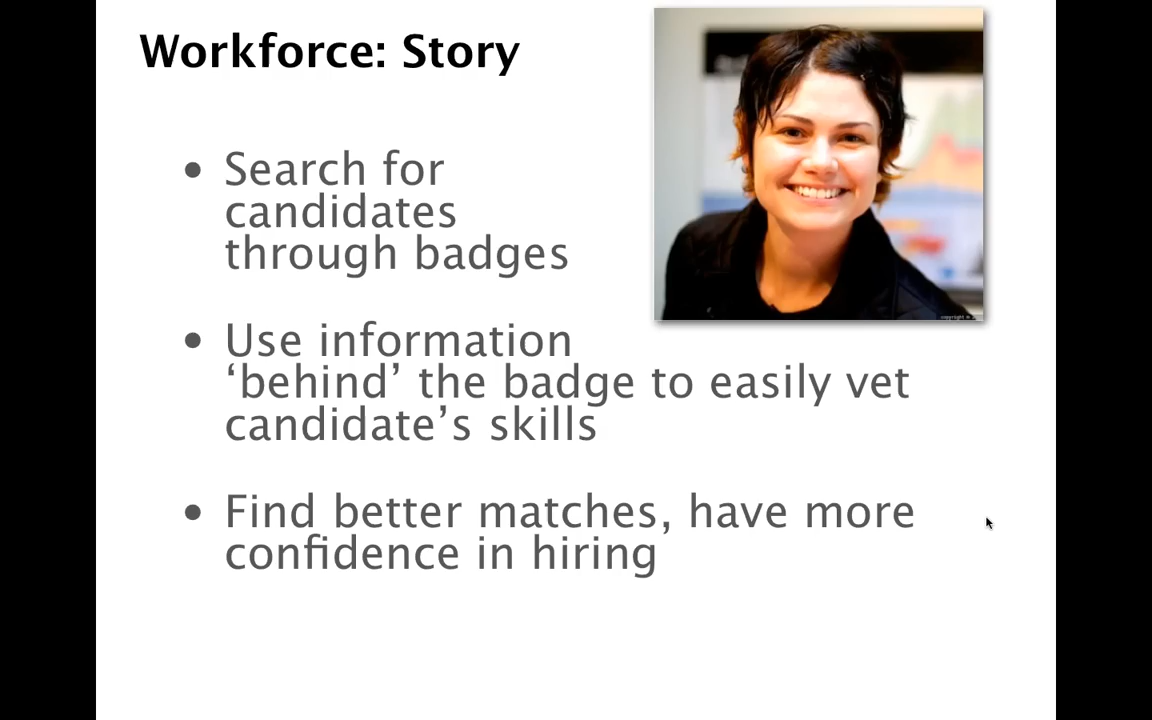 Workforce: Story
• Search for
candidates
through badges
• Use information
‘behind’ the badge to easily vet
candidate’s skills
• Find better matches, have more
confidence in hiring
copyright